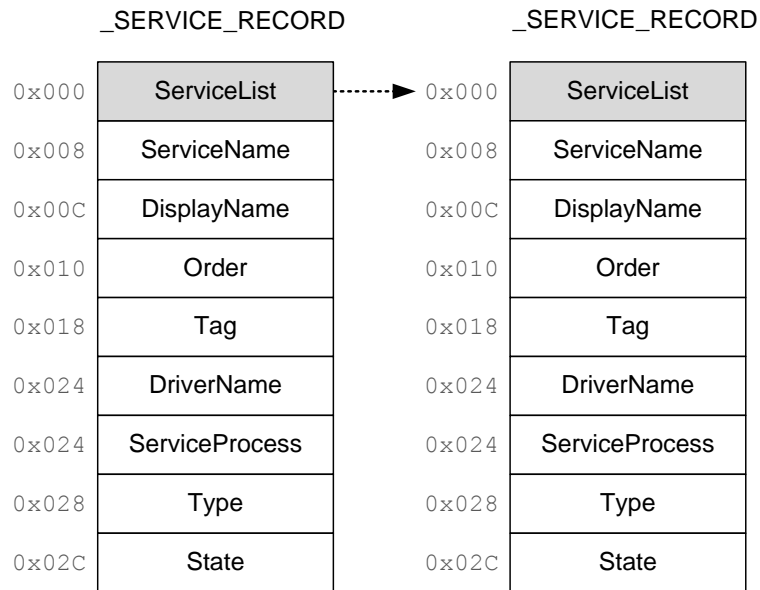 _SERVICE_RECORD _SERVICE_RECORD
0x000 ServiceList 0x000 ServiceList
0x008 ServiceName 0x008 ServiceName
0x00C DisplayName 0x00C DisplayName
0x010 Order 0x010 Order
0x018 Tag 0x018 Tag
0x024 DriverName 0x024 DriverName
0x024 ServiceProcess 0x024 ServiceProcess
0x028 Type 0x028 Type
0x02C State 0x02C State